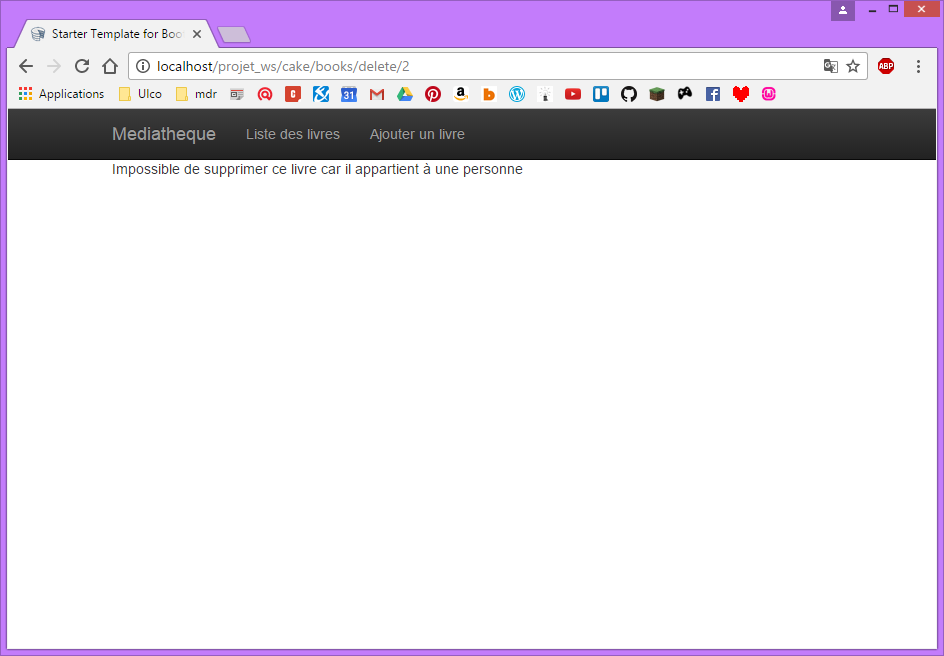 Starter Template for Boo
localhost/projet_ws/cake/books/delete/2
ABP
Applications Ulco mdr 31 a b
Mediatheque Liste des livres Ajouter un livre
Impossible de supprimer ce livre car il appartient à une personne